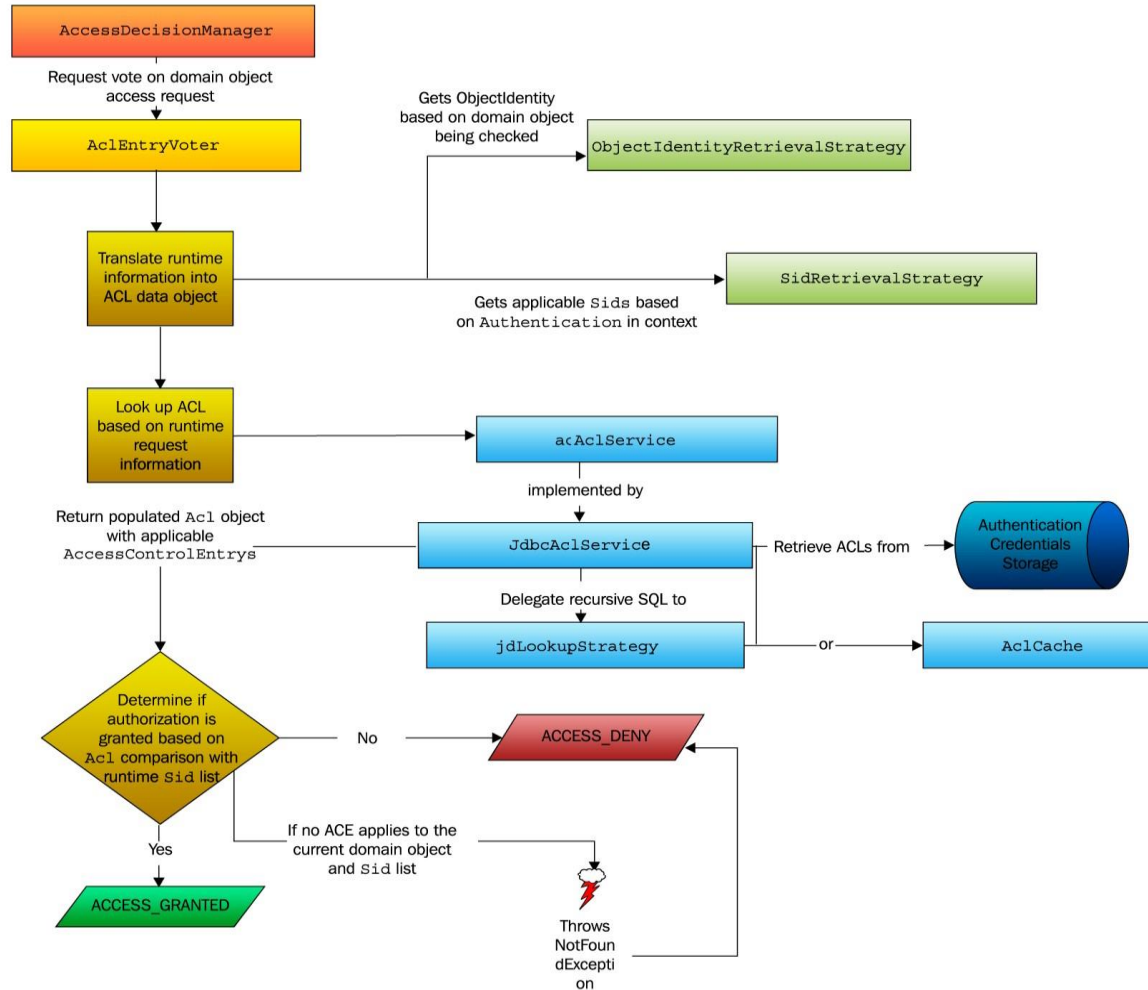 AccessDecisionManager
Request vote on domain object
access request
AclEntryVoter
Gets ObjectIdentity
based on domain object
being checked
ObjectIdentityRetrievalStrategy
Translate runtime
information into
ACL data object
SidRetrievalStrategy
Gets applicable Sids based
on Authentication in context
Look up ACL
based on runtime
request
information
acAclService
implemented by
Return populated Acl object
with applicable
AccessControlEntrys
JdbcAclService
Retrieve ACLs from
Authentication
Credentials
Storage
Delegate recursive SQL to
jdLookupStrategy
or
AclCache
Determine if
authorization is
granted based on
Acl comparison with
runtime Sid list
No
ACCESS_DENY
If no ACE applies to the
current domain object
and Sid list
Yes
ACCESS_GRANTED
Throws
NotFoun
dExcepti
on